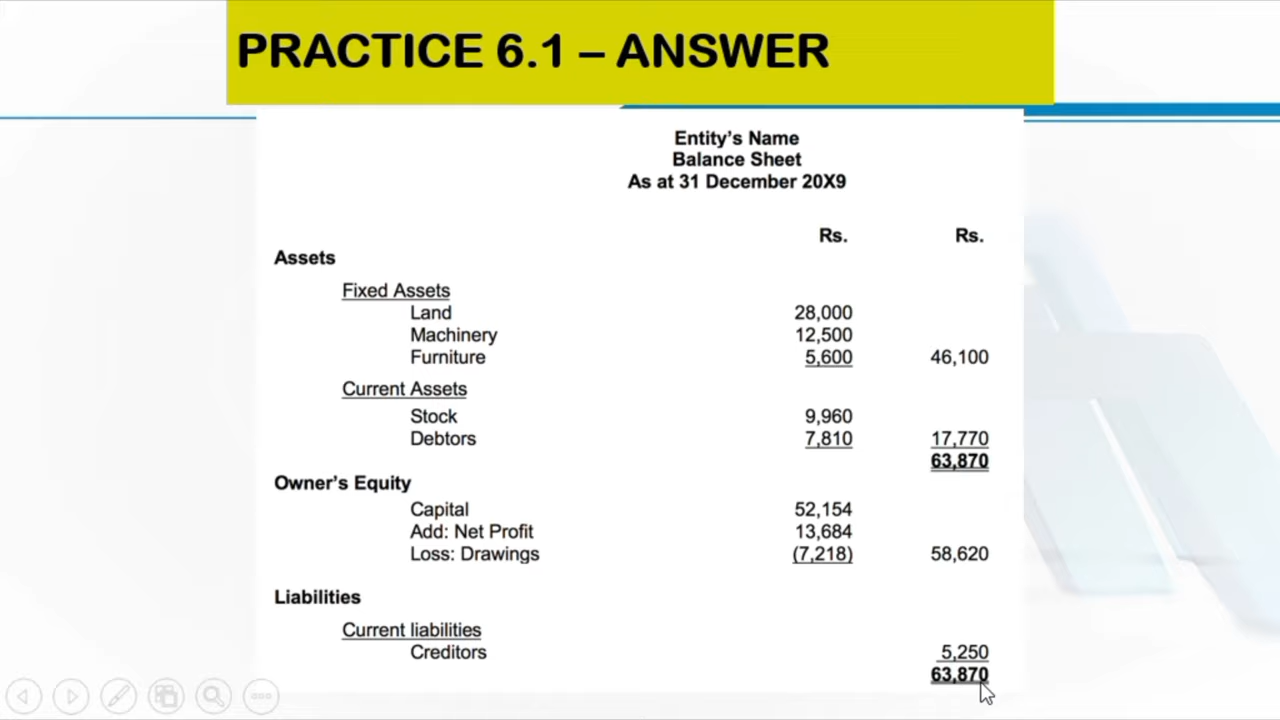 PRACTICE 6.1 – ANSWER
Entity's Name
Balance Sheet
As at 31 December 20X9
Rs. Rs.
Assets
Fixed Assets
Land 28,000
Machinery 12,500
Furniture 5,600 46,100
Current Assets
Stock 9,960
Debtors 7,810 17,770
63,870
Owner's Equity
Capital 52,154
Add: Net Profit 13,684
Loss: Drawings (7,218) 58,620
Liabilities
Current liabilities
Creditors 5,250
63,870